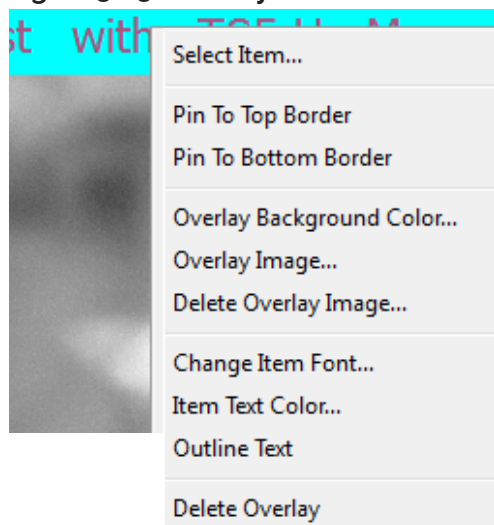 st with
Select Item...
Pin To Top Border
Pin To Bottom Border
Overlay Background Color...
Overlay Image...
Delete Overlay Image...
Change Item Font...
Item Text Color...
Outline Text
Delete Overlay